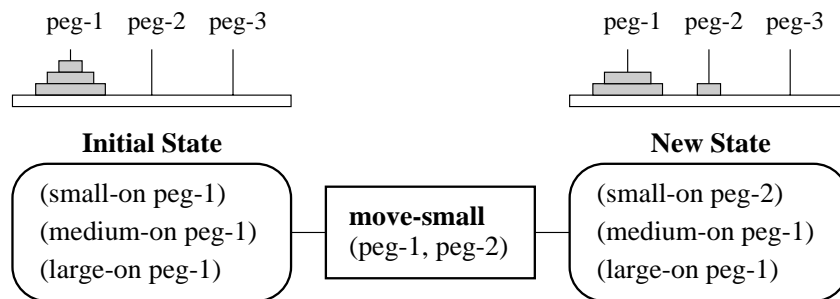 peg-1 peg-2 peg-3
peg-1 peg-2 peg-3
Initial State
(small-on peg-1)
(medium-on peg-1)
(large-on peg-1)
move-small
(peg-1, peg-2)
New State
(small-on peg-2)
(medium-on peg-1)
(large-on peg-1)